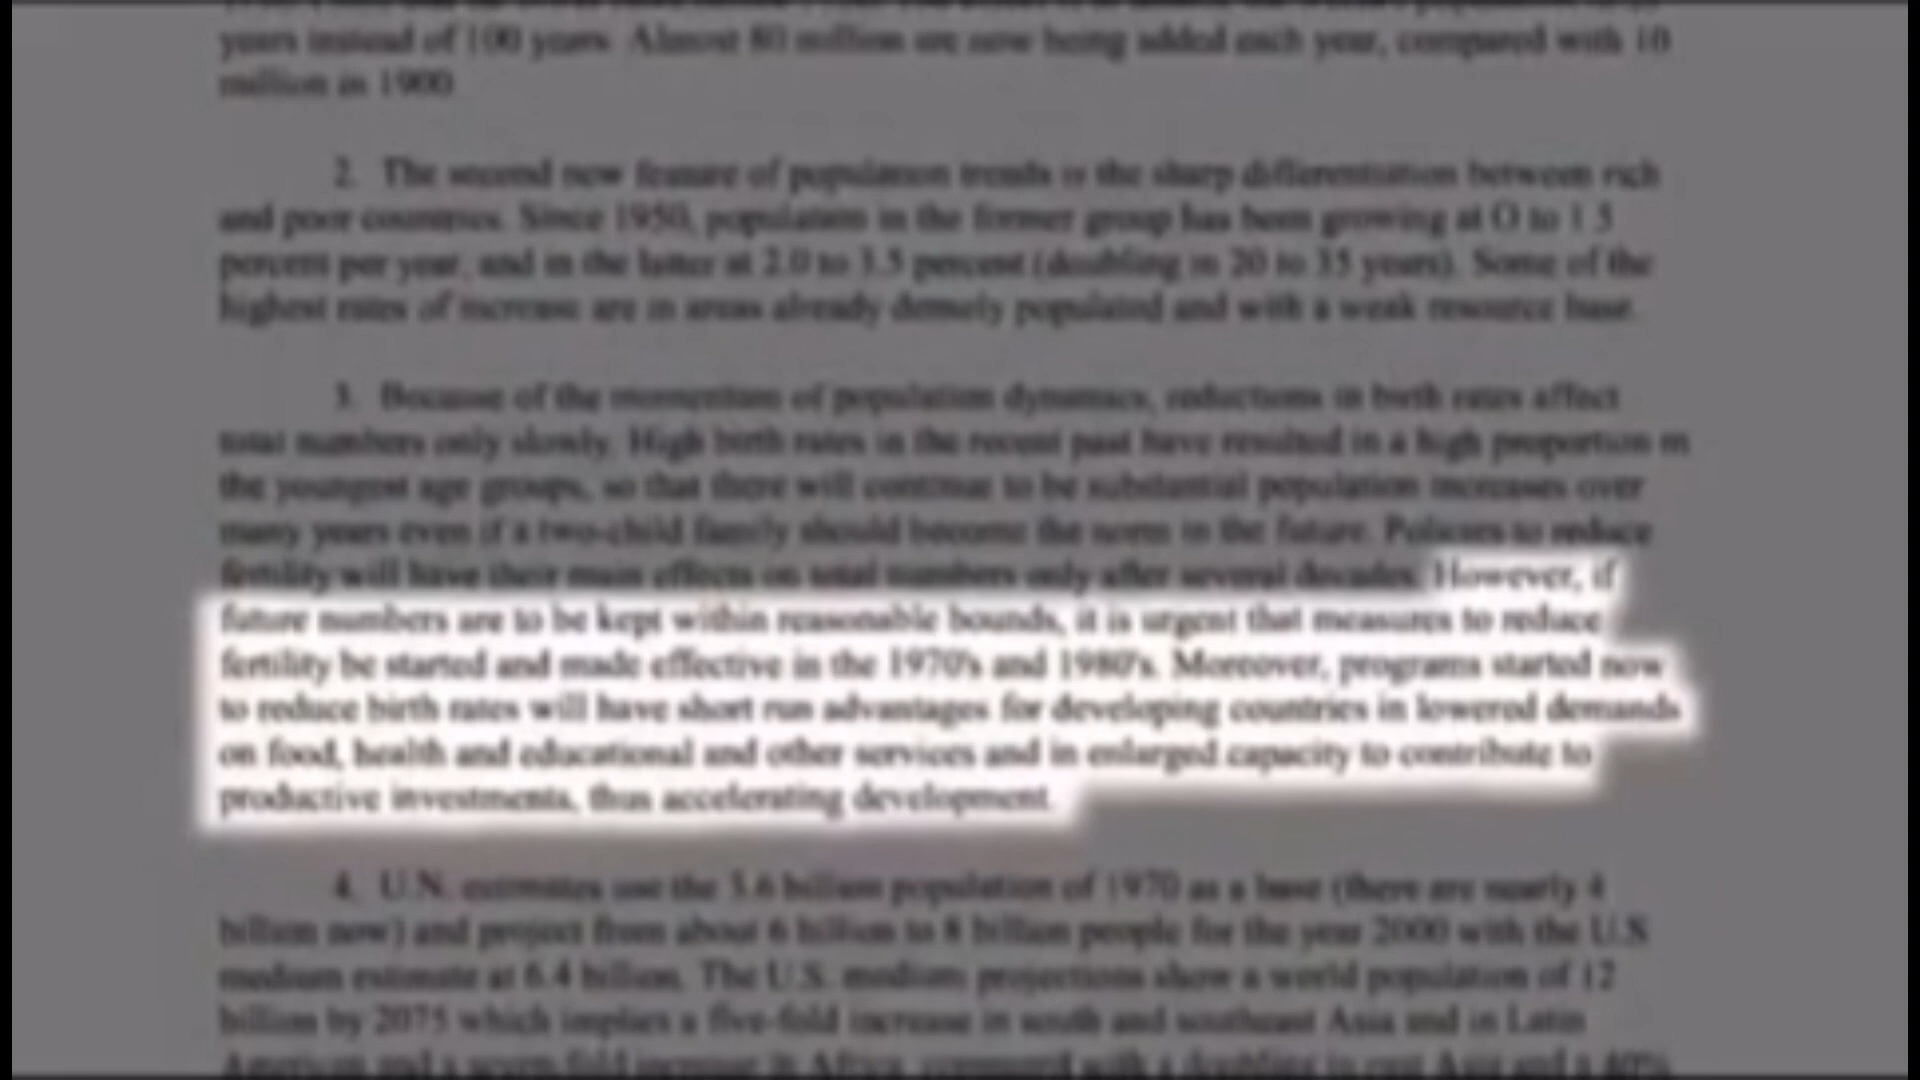 years instead of 100 years. Almost 80 million are now being added each year, compared with 10
million in 1900
2. The second new feature of population trends is the sharp differentiation between rich
and poor countries. Since 1950, population in the former group has been growing at O to 1.5
percent per year, and in the latter at 2.0 to 3.5 percent (doubling in 20 to 35 years). Some of the
highest rates of increase are in areas already densely populated and with a weak resource base.
3. Because of the momentum of population dynamics, reductions in birth rates affect
total numbers only slowly. High birth rates in the recent past have resulted in a high proportion m
the youngest age groups, so that there will continue to be substantial population increases over
many years even if a two-child family should become the norm in the future. Policies to reduce
fertility will have their main effects on total numbers only after several decades. However, if
future numbers are to be kept within reasonable bounds, it is urgent that measures to reduce
fertility be started and made effective in the 1970's and 1980's. Moreover, programs started now
to reduce birth rates will have short run advantages for developing countries in lowered demands
on food, health and educational and other services and in enlarged capacity to contribute to
productive investments, thus accelerating development.
4. U.N. estimates use the 3.6 billion population of 1970 as a base (there are nearly 4
billion now) and project from about 6 billion to 8 billion people for the year 2000 with the U.S
medium estimate at 6.4 billion. The U.S. medium projections show a world population of 12
billion by 2075 which implies a five-fold increase in south and southeast Asia and in Latin
American and a seven-fold increase in Africa, compared with a doubling in east Asia and a 40%